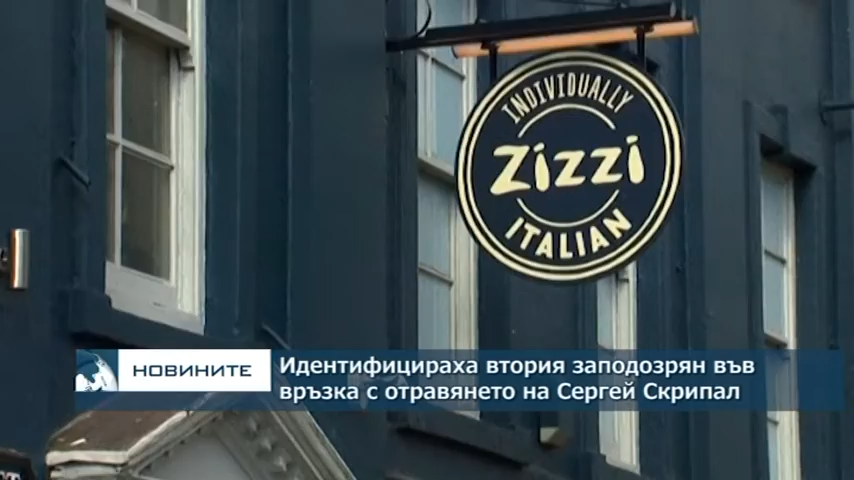 INDIVIDUALLY
Zizzi
ITALIAN
НОВИНИТЕ
Идентифицираха втория заподозрян във
връзка с отравянето на Сергей Скрипал